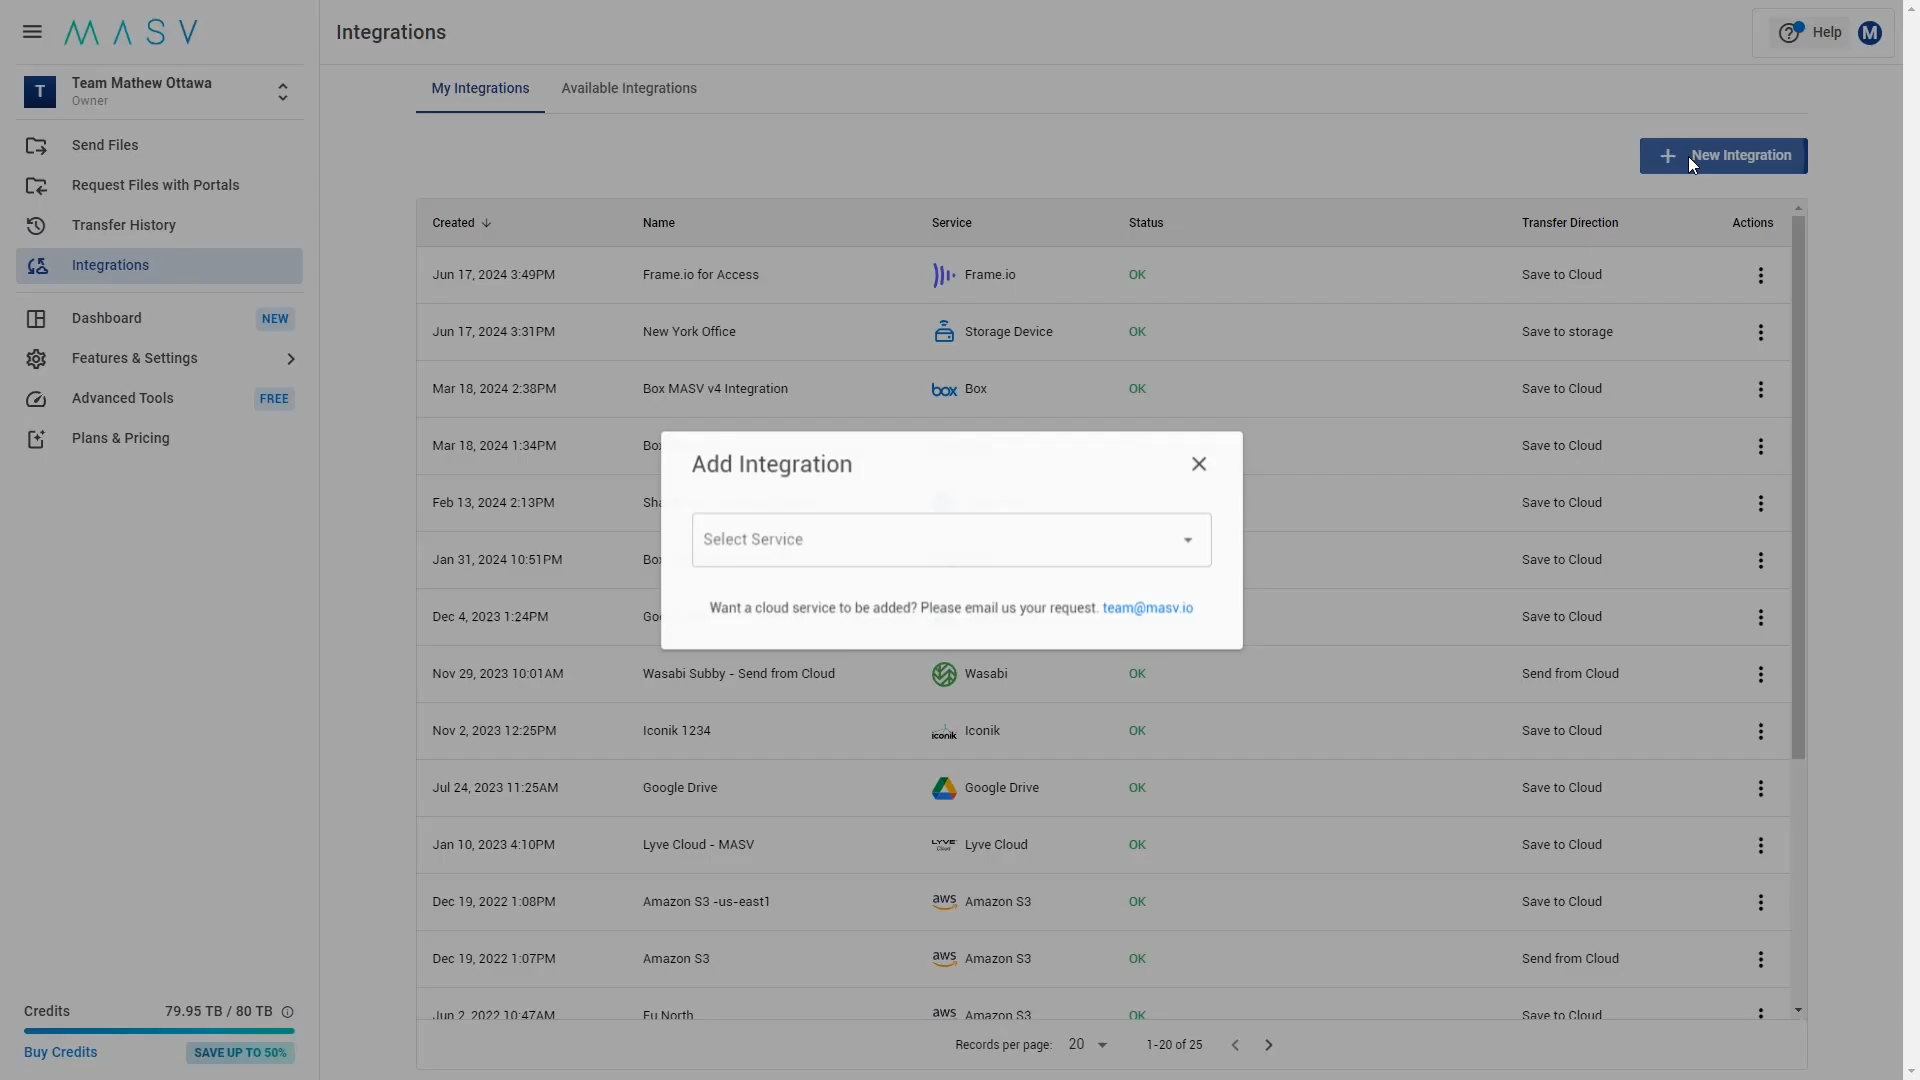 MASV
Integrations
Help
M
T
Team Mathew Ottawa
Owner
My Integrations
Available Integrations
Send Files
Request Files with Portals
Transfer History
Integrations
Dashboard
NEW
Features & Settings
Advanced Tools
FREE
Plans & Pricing
New Integration
Created Name Service Status Transfer Direction Actions
Jun 17, 2024 3:49PM Frame.io for Access Frame.io OK Save to Cloud
Jun 17, 2024 3:31PM New York Office Storage Device OK Save to storage
Mar 18, 2024 2:38PM Box MASV v4 Integration box Box OK Save to Cloud
Mar 18, 2024 1:34PM Save to Cloud
Feb 13, 2024 2:13PM Save to Cloud
Jan 31, 2024 10:51PM Save to Cloud
Dec 4, 2023 1:24PM Save to Cloud
Add Integration
Select Service
Want a cloud service to be added? Please email us your request. team@masv.io
Nov 29, 2023 10:01AM Wasabi Subby - Send from Cloud Wasabi OK Send from Cloud
Nov 2, 2023 12:25PM Iconik 1234 iconik Iconik OK Save to Cloud
Jul 24, 2023 11:25AM Google Drive Google Drive OK Save to Cloud
Jan 10, 2023 4:10PM Lyve Cloud - MASV LYVE Cloud Lyve Cloud OK Save to Cloud
Dec 19, 2022 1:08PM Amazon S3 -us-east1 aws Amazon S3 OK Save to Cloud
Dec 19, 2022 1:07PM Amazon S3 aws Amazon S3 OK Send from Cloud
Jun 2, 2022 10:47AM Eu North aws Amazon S3 OK Save to Cloud
Records per page: 20 1-20 of 25
Credits 79.95 TB / 80 TB
Buy Credits SAVE UP TO 50%